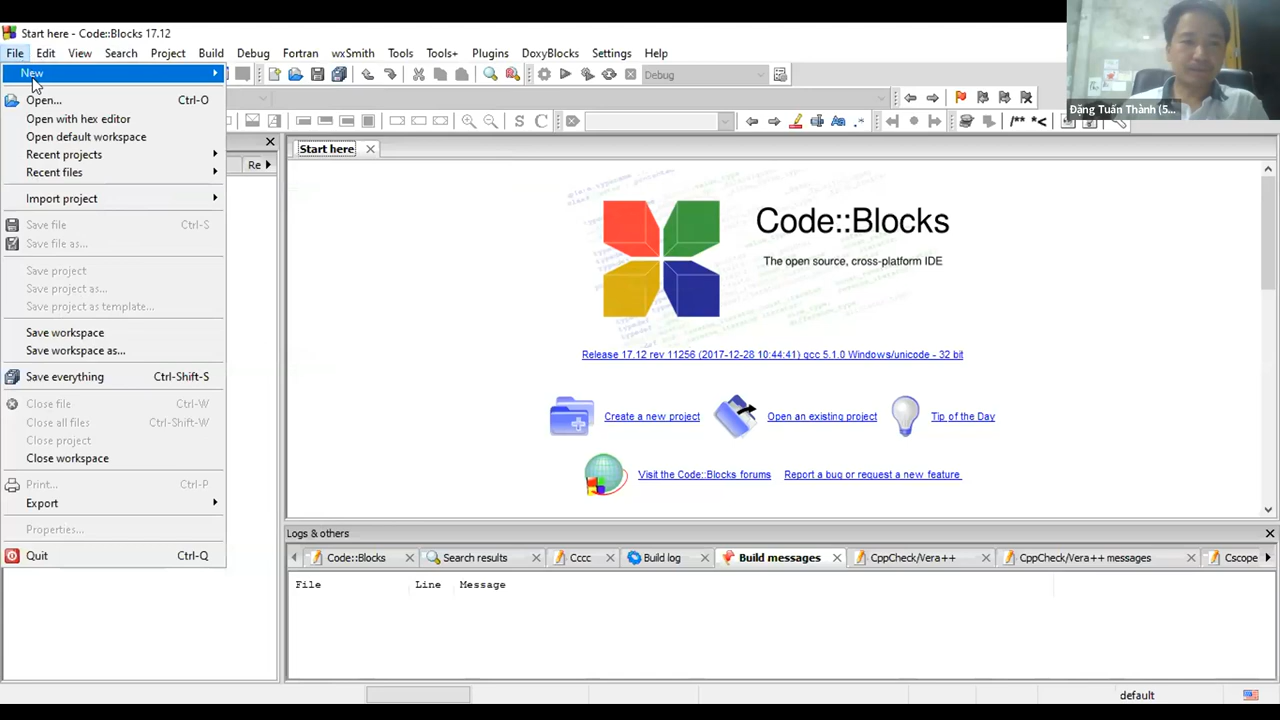 Start here - Code::Blocks 17.12
File Edit View Search Project Build Debug Fortran wxSmith Tools Tools+ Plugins DoxyBlocks Settings Help
New
Open... Ctrl-O
Open with hex editor
Open default workspace
Recent projects
Recent files
Import project
Save file Ctrl-S
Save file as...
Save project
Save project as...
Save project as template...
Save workspace
Save workspace as...
Save everything Ctrl-Shift-S
Close file Ctrl-W
Close all files Ctrl-Shift-W
Close project
Close workspace
Print... Ctrl-P
Export
Properties...
Quit Ctrl-Q
Debug
S C /** *<
Aa .*
Re
Start here
Code::Blocks
The open source, cross-platform IDE
Release 17.12 rev 11256 (2017-12-28 10:44:41) gcc 5.1.0 Windows/unicode - 32 bit
Create a new project Open an existing project Tip of the Day
Visit the Code::Blocks forums Report a bug or request a new feature
Logs & others
Code::Blocks Search results Cccc Build log Build messages CppCheck/Vera++ CppCheck/Vera++ messages Cscope
File Line Message
default
Đặng Tuấn Thành (5...